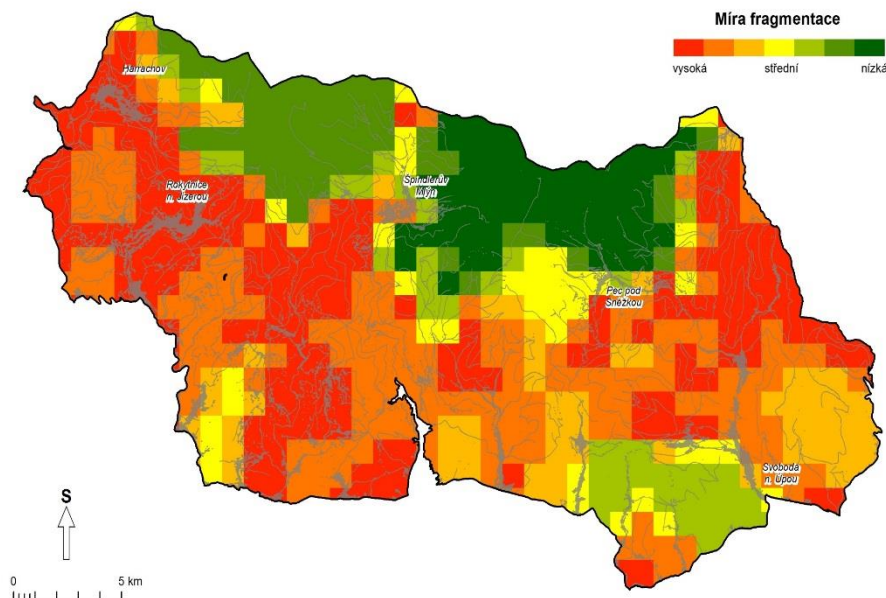 Míra fragmentace
vysoká střední nízká
Harrachov
Rokytnice
n. Jizerou
Špindlerův
Mlýn
Pec pod
Sněžkou
Svoboda
n. Úpou
S
0 5 km